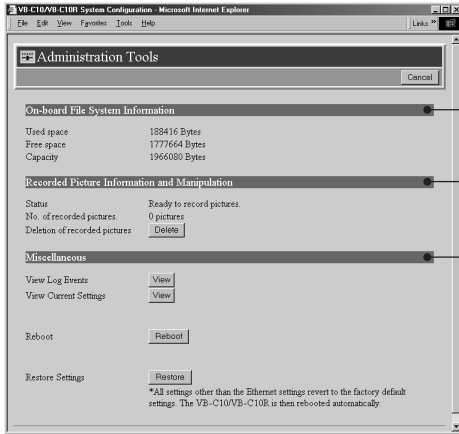 VB-C10/VB-C10R System Configuration - Microsoft Internet Explorer
File Edit View Favorites Tools Help Links »
Administration Tools
Cancel
On-board File System Information
Used space 188416 Bytes
Free space 1777664 Bytes
Capacity 1966080 Bytes
Recorded Picture Information and Manipulation
Status Ready to record pictures.
No. of recorded pictures. 0 pictures
Deletion of recorded pictures Delete
Miscellaneous
View Log Events View
View Current Settings View
Reboot Reboot
Restore Settings Restore
*All settings other than the Ethernet settings revert to the factory default
settings. The VB-C10/VB-C10R is then rebooted automatically.